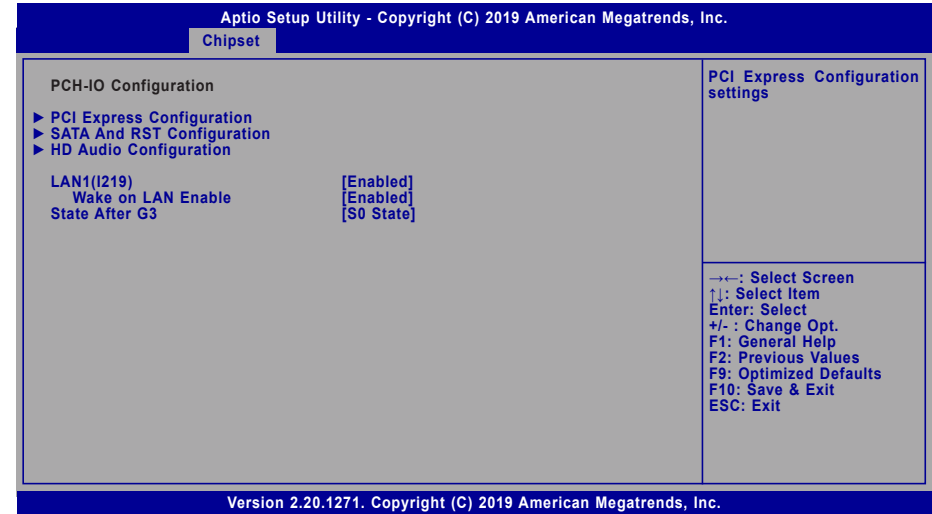 Aptio Setup Utility - Copyright (C) 2019 American Megatrends, Inc.
Chipset
PCH-IO Configuration
► PCI Express Configuration
► SATA And RST Configuration
► HD Audio Configuration
LAN1(I219) [Enabled]
Wake on LAN Enable [Enabled]
State After G3 [S0 State]
PCI Express Configuration
settings
→←: Select Screen
↑↓: Select Item
Enter: Select
+/- : Change Opt.
F1: General Help
F2: Previous Values
F9: Optimized Defaults
F10: Save & Exit
ESC: Exit
Version 2.20.1271. Copyright (C) 2019 American Megatrends, Inc.